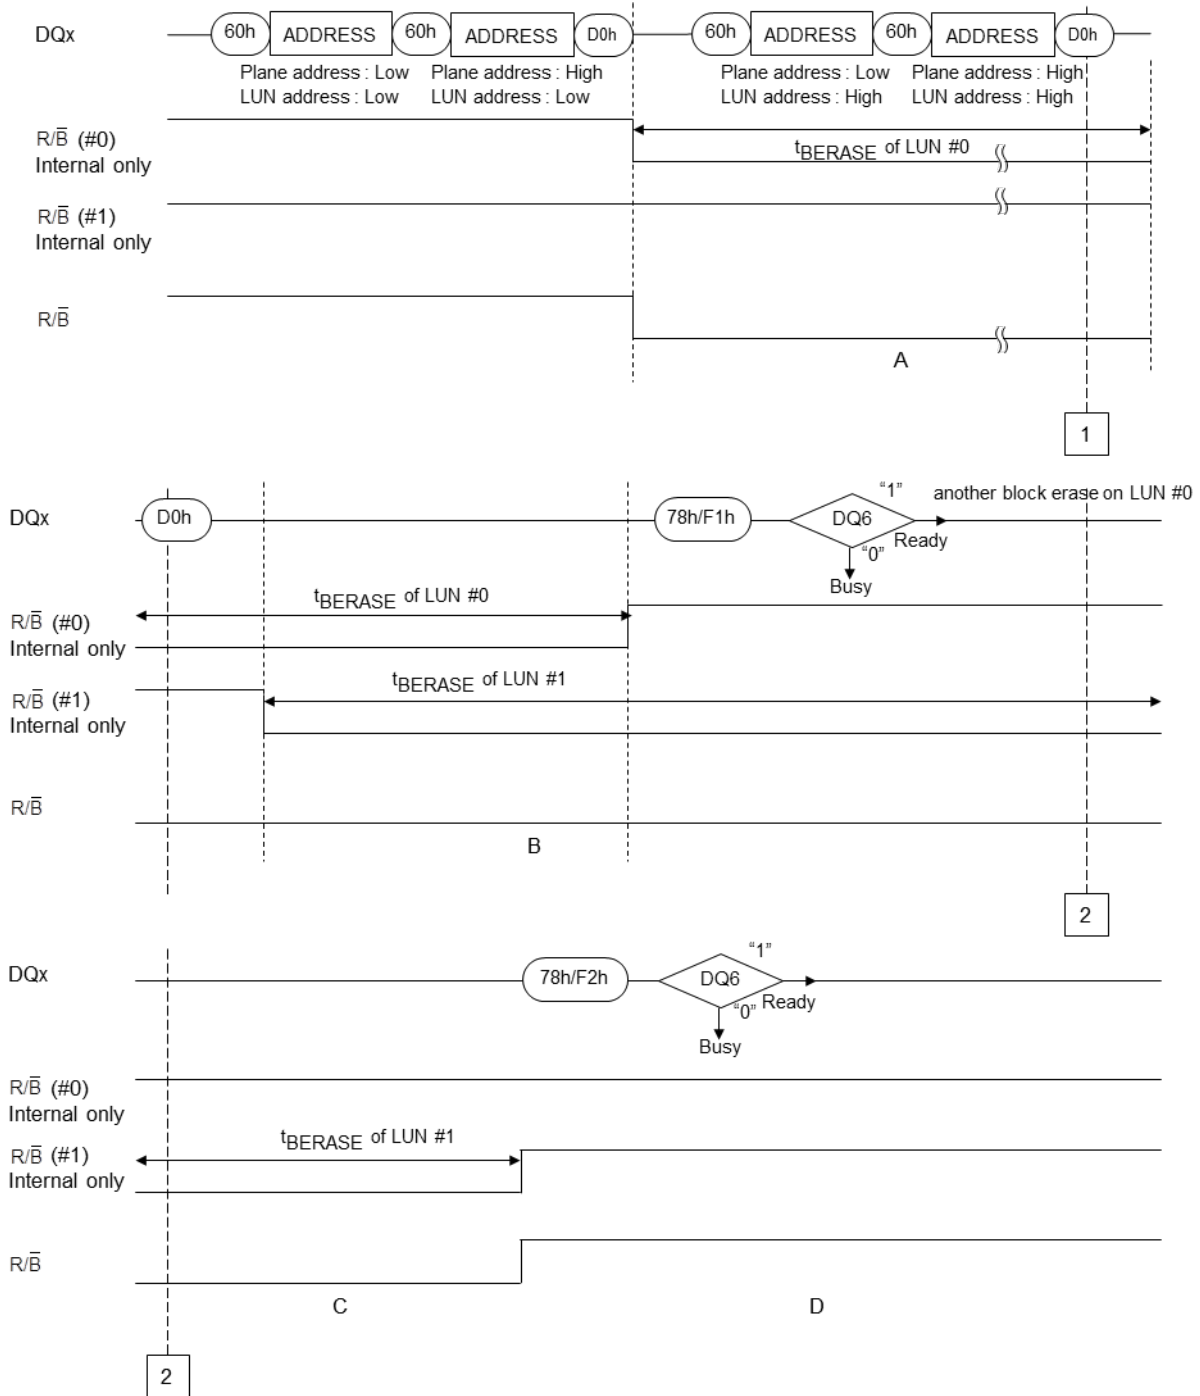 DQx 60h ADDRESS 60h ADDRESS D0h 60h ADDRESS 60h ADDRESS D0h
Plane address : Low Plane address : High Plane address : Low Plane address : High
LUN address : Low LUN address : Low LUN address : High LUN address : High
R/B̅ (#0)
Internal only
tBERASE of LUN #0
R/B̅ (#1)
Internal only
R/B̅
A
1
DQx D0h 78h/F1h DQ6 "1" another block erase on LUN #0
Ready
"0"
Busy
R/B̅ (#0)
Internal only
tBERASE of LUN #0
R/B̅ (#1)
Internal only
tBERASE of LUN #1
R/B̅
B
2
DQx 78h/F2h DQ6 "1"
Ready
"0"
Busy
R/B̅ (#0)
Internal only
R/B̅ (#1)
Internal only
tBERASE of LUN #1
R/B̅
C D
2